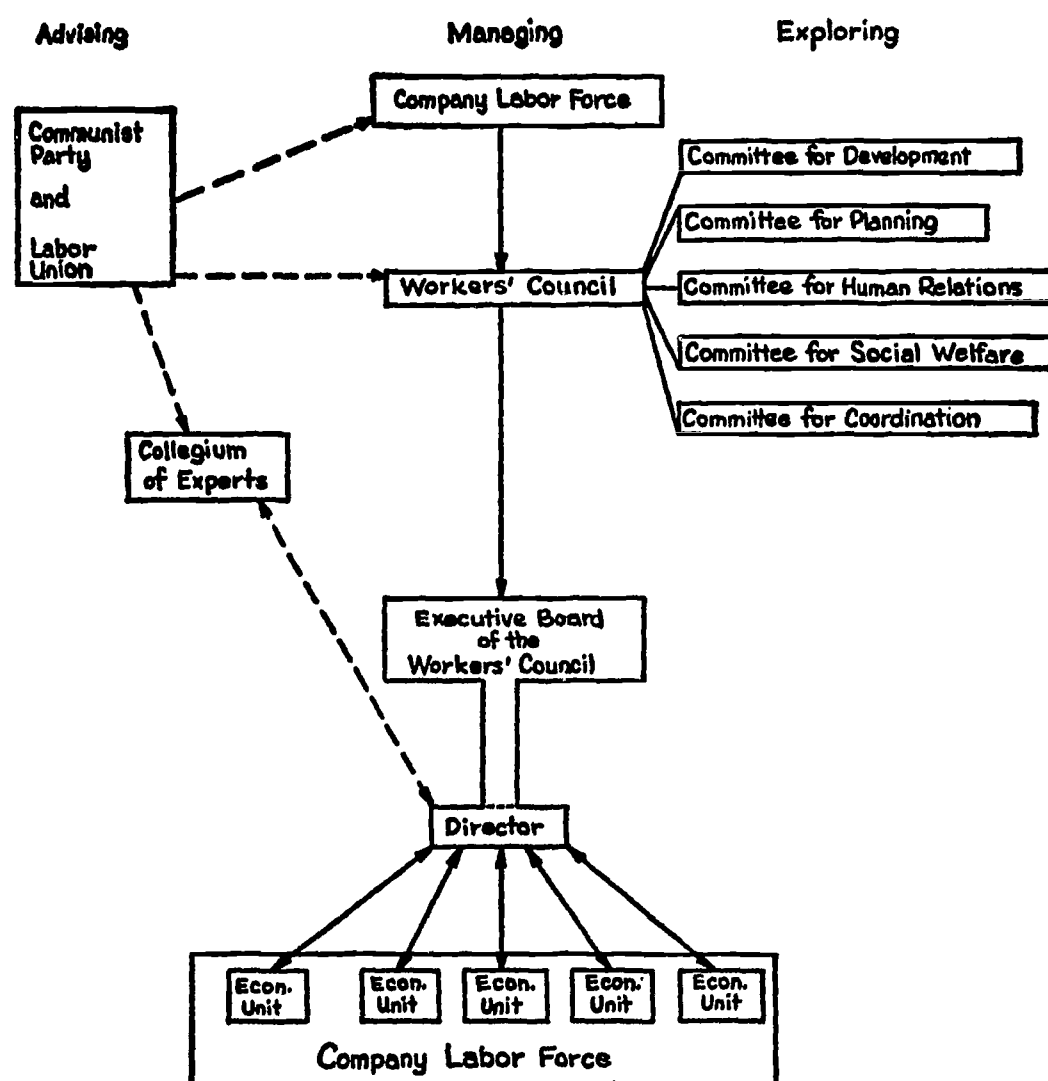 Advising
Managing
Exploring
Company Labor Force
Communist
Party
and
Labor
Union
Committee for Development
Committee for Planning
Workers' Council
Committee for Human Relations
Committee for Social Welfare
Committee for Coordination
Collegium
of Experts
Executive Board
of the
Workers' Council
Director
Econ.
Unit
Econ.
Unit
Econ.
Unit
Econ.
Unit
Econ.
Unit
Company Labor Force